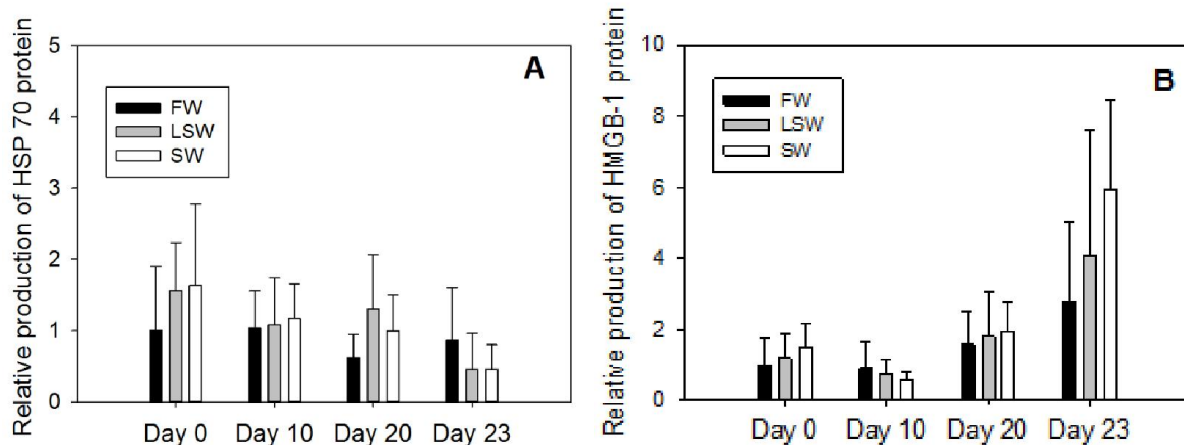 Relative production of HSP 70 protein
5
4
3
2
1
0
A
FW
LSW
SW
Day 0 Day 10 Day 20 Day 23
Relative production of HMGB-1 protein
10
8
6
4
2
0
B
FW
LSW
SW
Day 0 Day 10 Day 20 Day 23